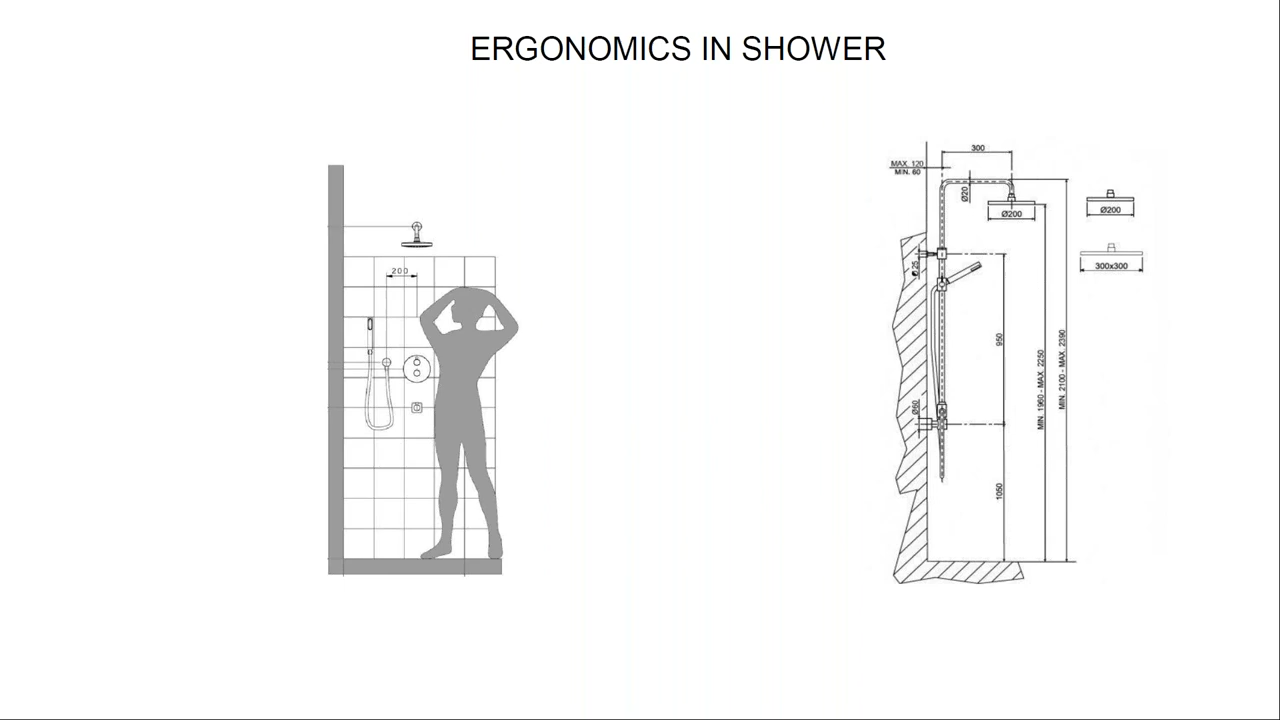 ERGONOMICS IN SHOWER
200
300
MAX. 120
MIN. 60
Ø20
Ø200
Ø200
25
300x300
950
MIN. 1960 - MAX. 2250
MIN. 2100 - MAX. 2390
Ø60
1050